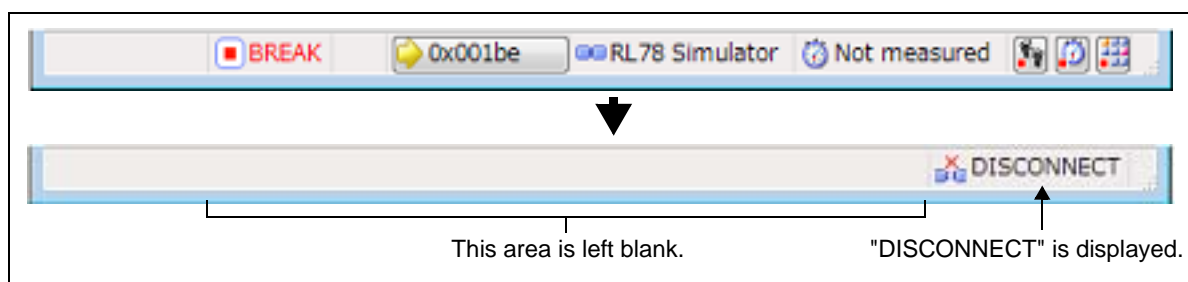 BREAK 0x001be RL78 Simulator Not measured
DISCONNECT
This area is left blank. "DISCONNECT" is displayed.